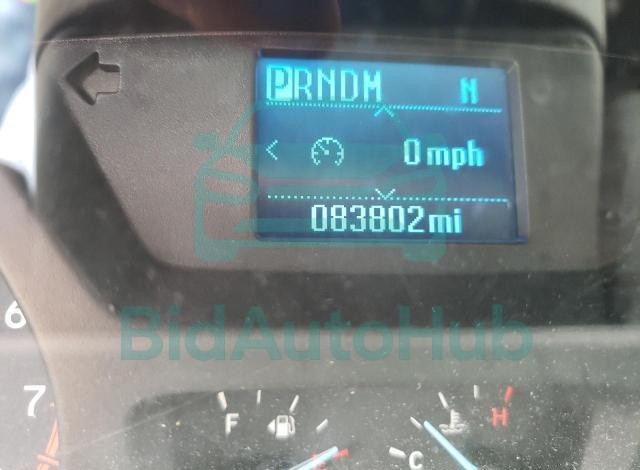 PRNDM N
0 mph
083802mi
BidAutoHub
6
7
F
H
C